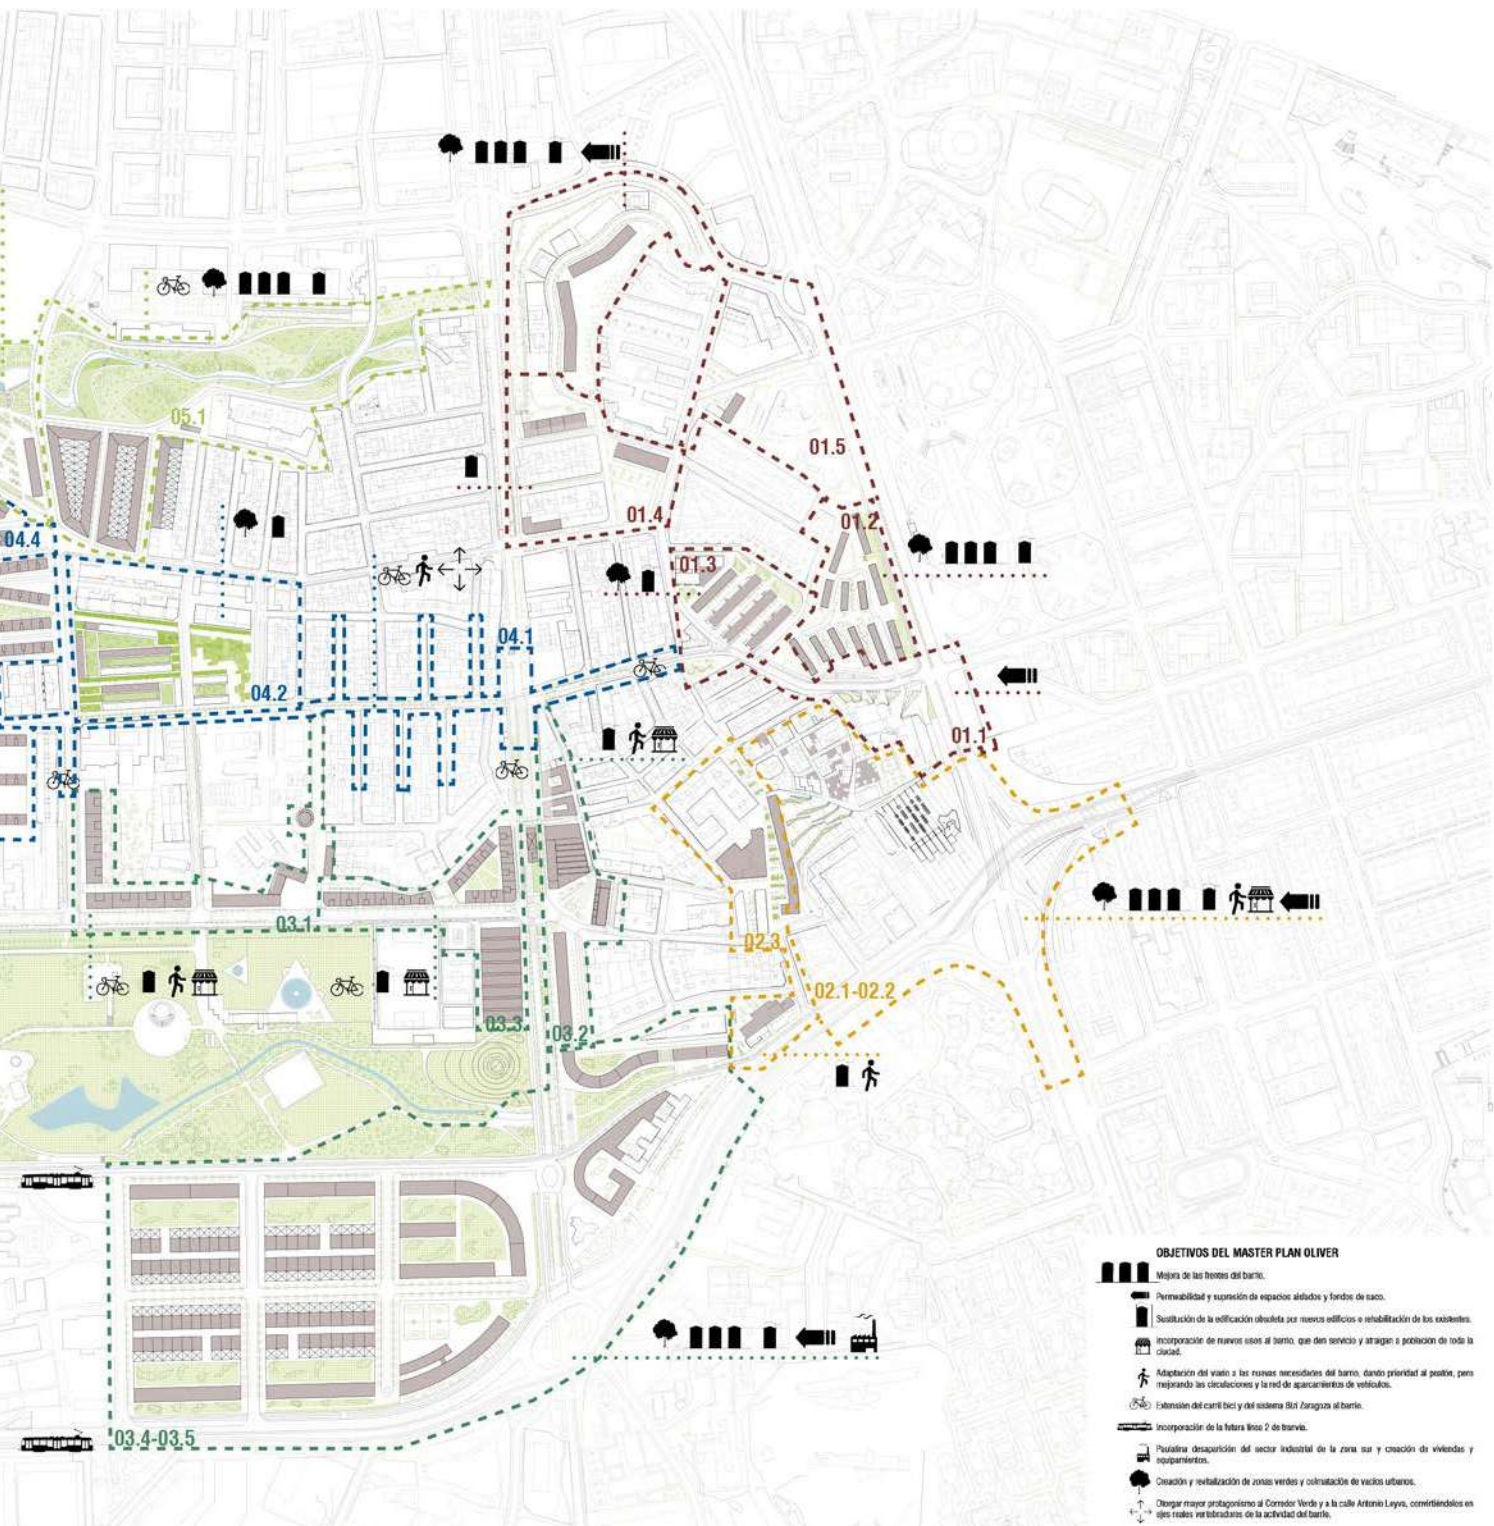 05.1
01.5
01.4
01.2
04.4
01.3
04.1
04.2
01.1
03.1
02.3
02.1-02.2
03.3
03.2
03.4-03.5
OBJETIVOS DEL MASTER PLAN OLIVER
Mejora de las frentes del barrio.
Permeabilidad y supresión de espacios aislados y fondos de saco.
Sustitución de la edificación obsoleta por nuevos edificios o rehabilitación de los existentes.
Incorporación de nuevos usos al barrio, que den servicio y atraigan a población de toda la
ciudad.
Adaptación del viario a las nuevas necesidades del barrio, dando prioridad al peatón, pero
mejorando las circulaciones y la red de aparcamientos de vehículos.
Extensión del carril bici y del sistema Bizi Zaragoza al barrio.
Incorporación de la futura línea 2 de tranvía.
Paulatina desaparición del sector industrial de la zona sur y creación de viviendas y
equipamientos.
Creación y revitalización de zonas verdes y colmatación de vacíos urbanos.
Otorgar mayor protagonismo al Corredor Verde y a la calle Antonio Leyva, convirtiéndolos en
ejes reales vertebradores de la actividad del barrio.